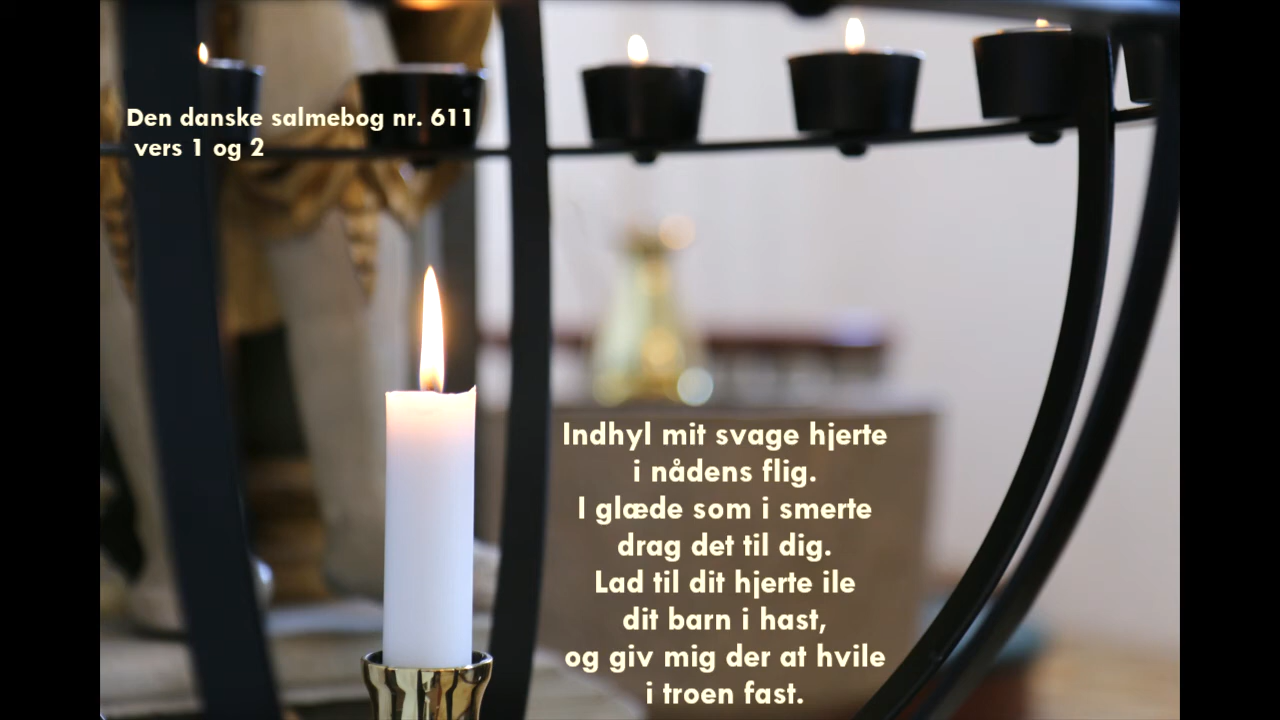 Den danske salmebog nr. 611
vers 1 og 2
Indhyl mit svage hjerte
i nådens flig.
I glæde som i smerte
drag det til dig.
Lad til dit hjerte ile
dit barn i hast,
og giv mig der at hvile
i troen fast.